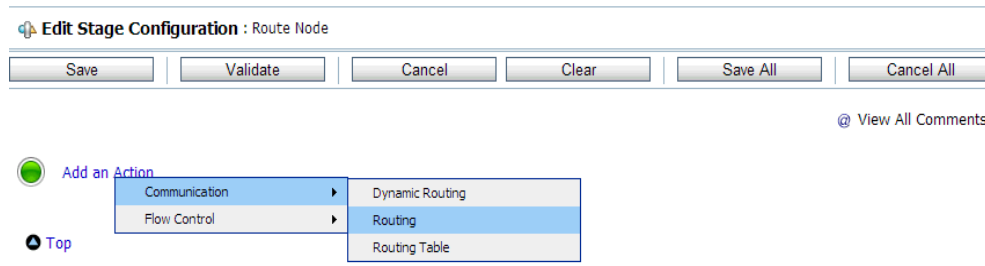 Edit Stage Configuration : Route Node
Save Validate Cancel Clear Save All Cancel All
@ View All Comments
Add an Action
Communication Dynamic Routing
Flow Control Routing
Top Routing Table